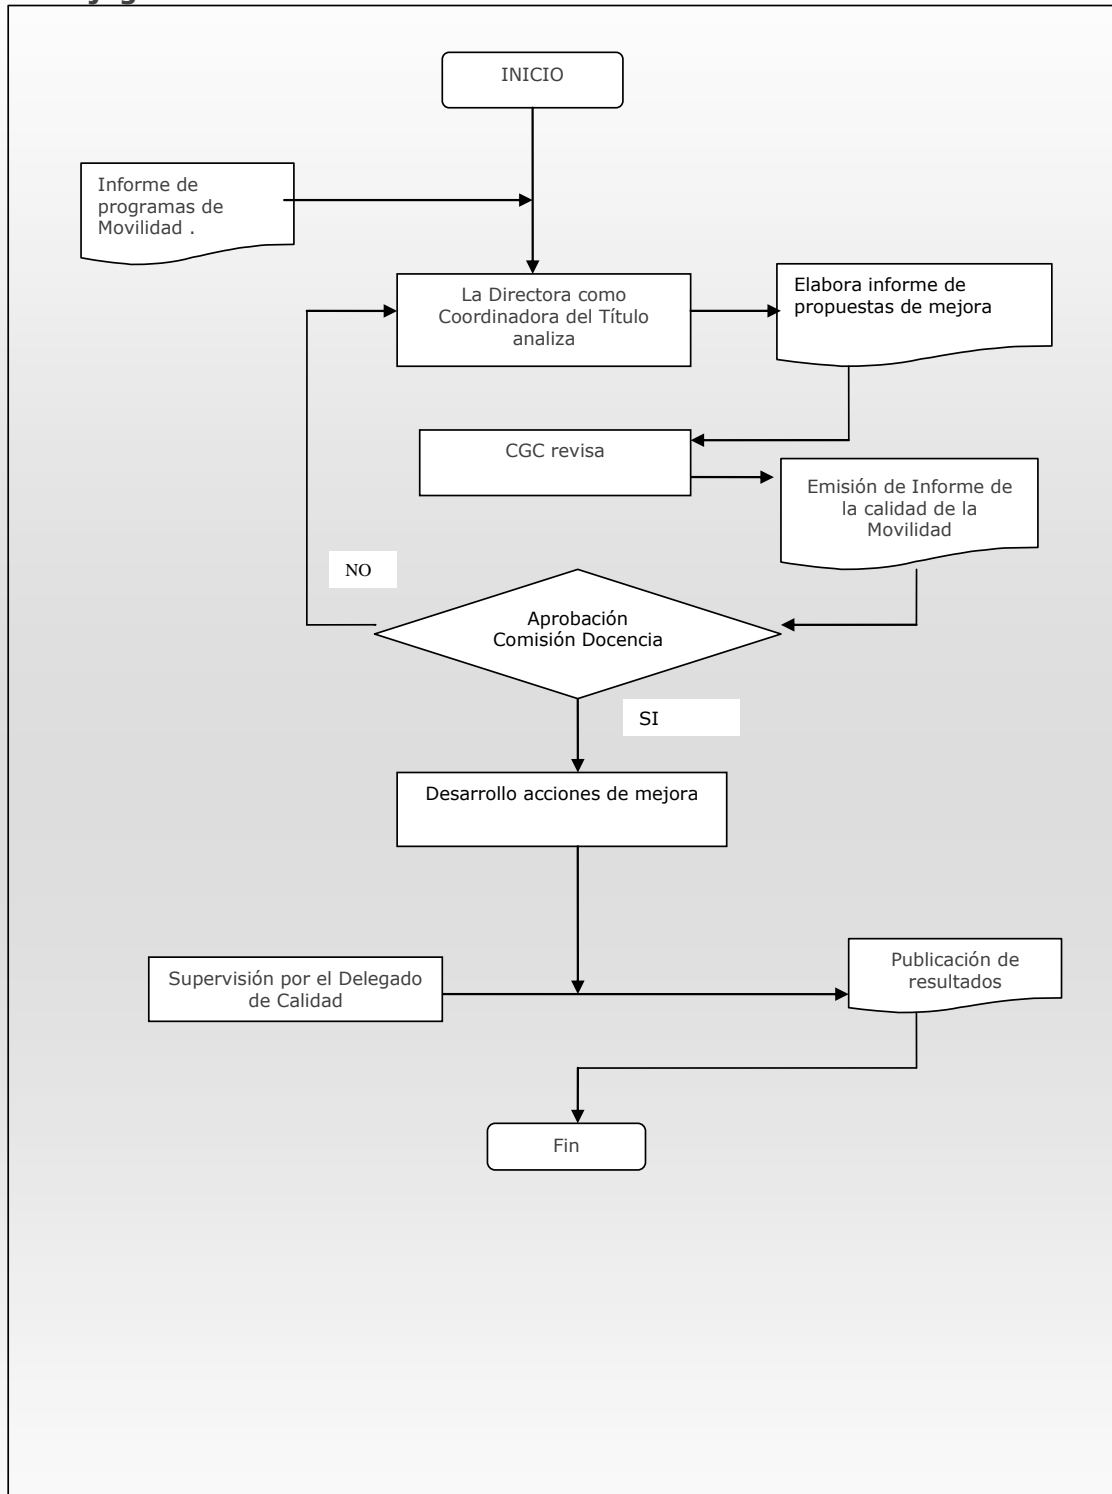 INICIO
Informe de
programas de
Movilidad .
La Directora como
Coordinadora del Título
analiza
Elabora informe de
propuestas de mejora
CGC revisa
Emisión de Informe de
la calidad de la
Movilidad
NO
Aprobación
Comisión Docencia
SI
Desarrollo acciones de mejora
Supervisión por el Delegado
de Calidad
Publicación de
resultados
Fin